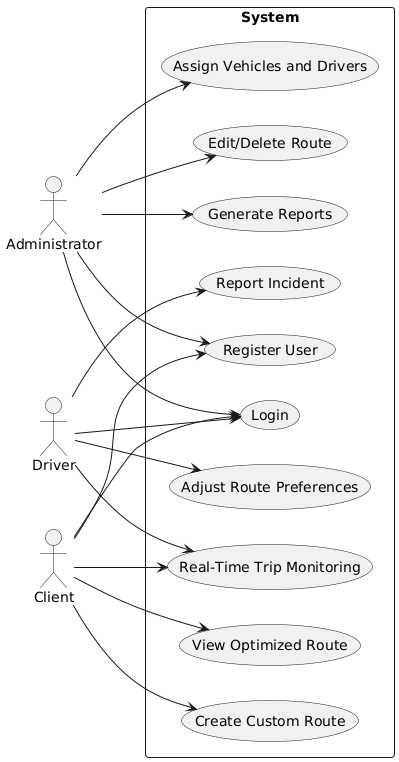 System
Assign Vehicles and Drivers
Edit/Delete Route
Generate Reports
Administrator
Report Incident
Register User
Login
Driver
Adjust Route Preferences
Real-Time Trip Monitoring
Client
View Optimized Route
Create Custom Route